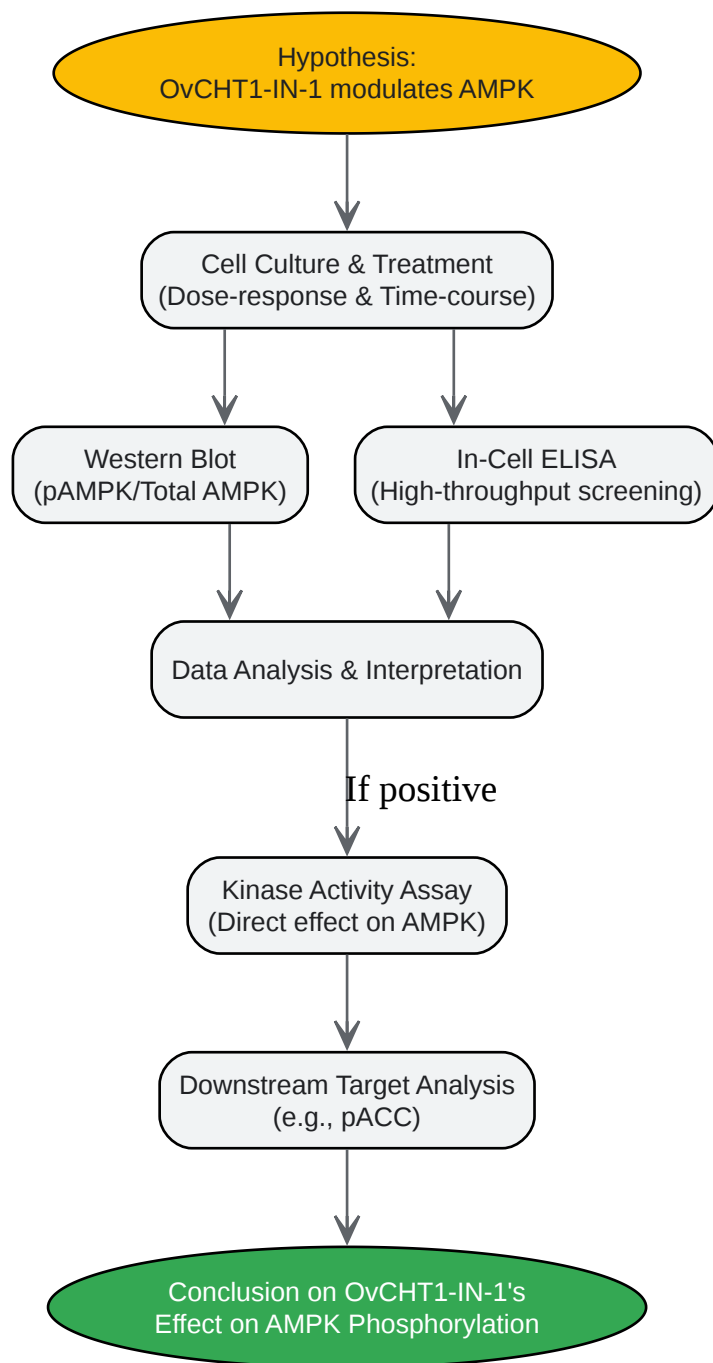 Hypothesis:
OvCHT1-IN-1 modulates AMPK
Cell Culture & Treatment
(Dose-response & Time-course)
Western Blot
(pAMPK/Total AMPK)
In-Cell ELISA
(High-throughput screening)
Data Analysis & Interpretation
If positive
Kinase Activity Assay
(Direct effect on AMPK)
Downstream Target Analysis
(e.g., pACC)
Conclusion on OvCHT1-IN-1's
Effect on AMPK Phosphorylation